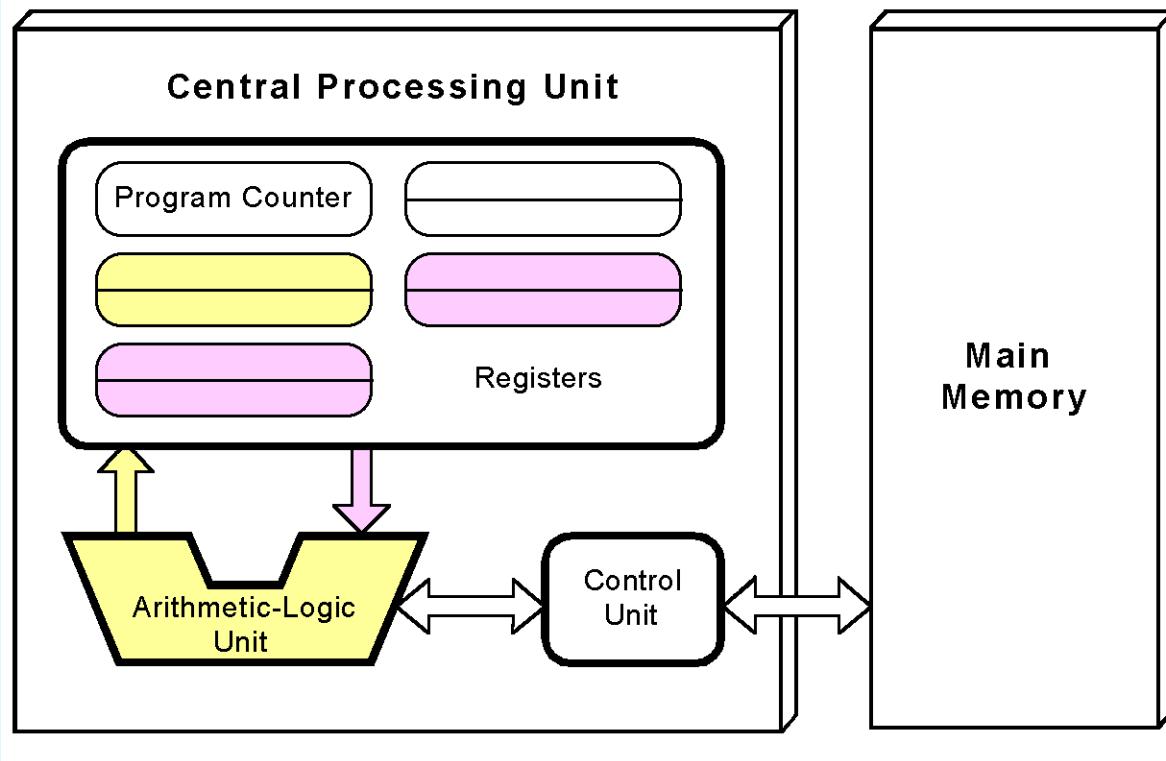 Central Processing Unit
Program Counter
Registers
Arithmetic-Logic
Unit
Control
Unit
Main
Memory